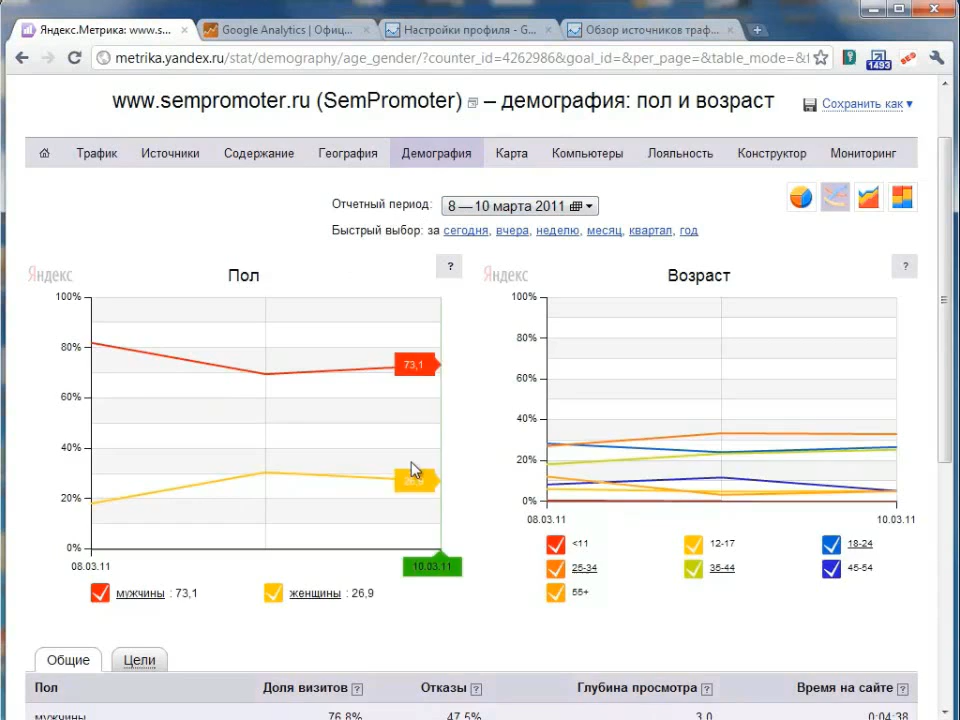 Яндекс.Метрика: www.s...
Google Analytics | Офиц...
Настройки профиля - G...
Обзор источников траф...
metrika.yandex.ru/stat/demography/age_gender/?counter_id=4262986&goal_id=&per_page=&table_mode=&f
1493
www.sempromoter.ru (SemPromoter) – демография: пол и возраст
Сохранить как
Трафик Источники Содержание География Демография Карта Компьютеры Лояльность Конструктор Мониторинг
Отчетный период: 8 — 10 марта 2011
Быстрый выбор: за сегодня, вчера, неделю, месяц, квартал, год
Яндекс
Пол
?
100%
80%
60%
40%
20%
0%
73,1
26,9
08.03.11
10.03.11
мужчины : 73,1
женщины : 26,9
Яндекс
Возраст
?
100%
80%
60%
40%
20%
0%
08.03.11
10.03.11
<11 12-17 18-24
25-34 35-44 45-54
55+
Общие Цели
Пол Доля визитов ? Отказы ? Глубина просмотра ? Время на сайте ?
мужчины 76,8% 47,5% 3,0 0:04:38